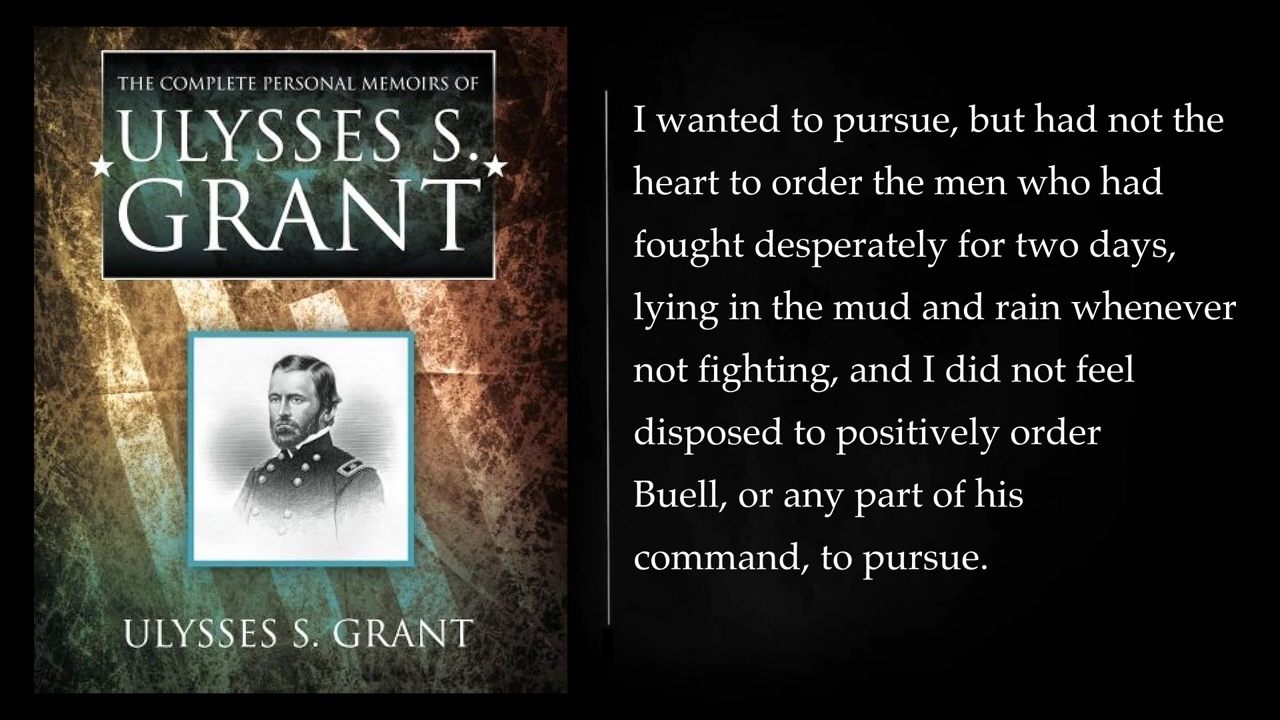 THE COMPLETE PERSONAL MEMOIRS OF
ULYSSES S.
GRANT
ULYSSES S. GRANT
I wanted to pursue, but had not the
heart to order the men who had
fought desperately for two days,
lying in the mud and rain whenever
not fighting, and I did not feel
disposed to positively order
Buell, or any part of his
command, to pursue.